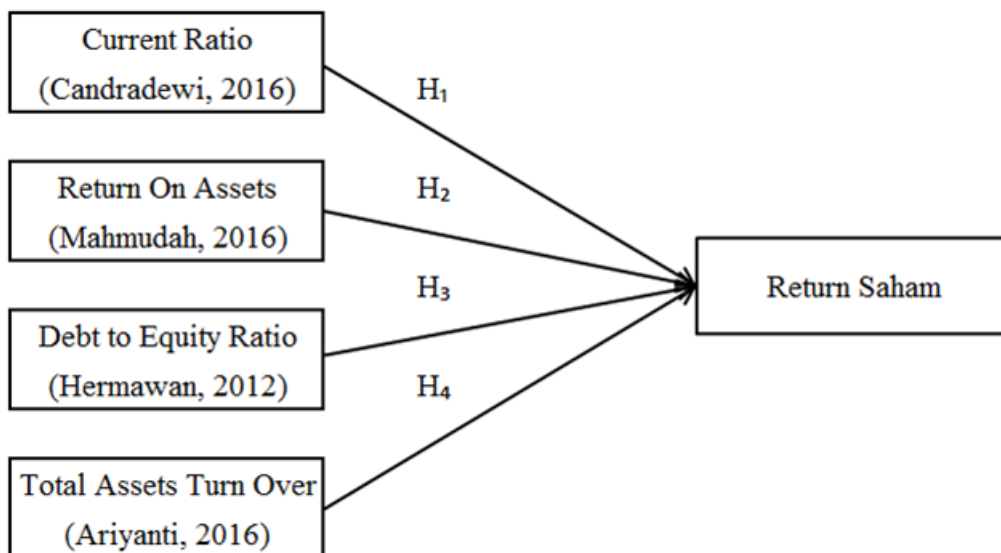 Current Ratio
(Candradewi, 2016)
H₁
Return On Assets
(Mahmudah, 2016)
H₂
Return Saham
H₃
Debt to Equity Ratio
(Hermawan, 2012)
H₄
Total Assets Turn Over
(Ariyanti, 2016)